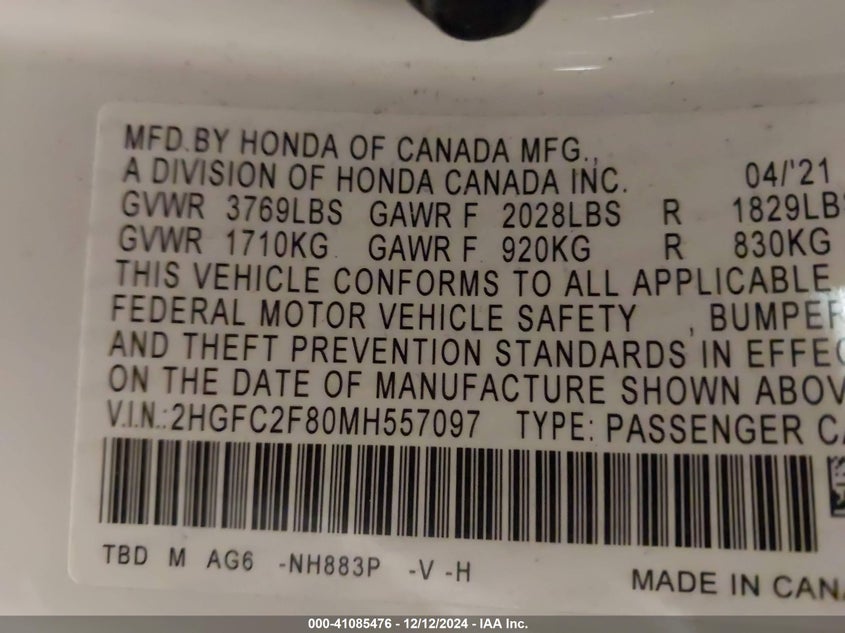 MFD.BY HONDA OF CANADA MFG.,
A DIVISION OF HONDA CANADA INC. 04/'21
GVWR 3769LBS GAWR F 2028LBS R 1829LBS
GVWR 1710KG GAWR F 920KG R 830KG
THIS VEHICLE CONFORMS TO ALL APPLICABLE
FEDERAL MOTOR VEHICLE SAFETY , BUMPER
AND THEFT PREVENTION STANDARDS IN EFFEC
ON THE DATE OF MANUFACTURE SHOWN ABOV
V.I.N.:2HGFC2F80MH557097 TYPE: PASSENGER CA
TBD M AG6 -NH883P -V -H
MADE IN CANA
000-41085476 - 12/12/2024 - IAA Inc.